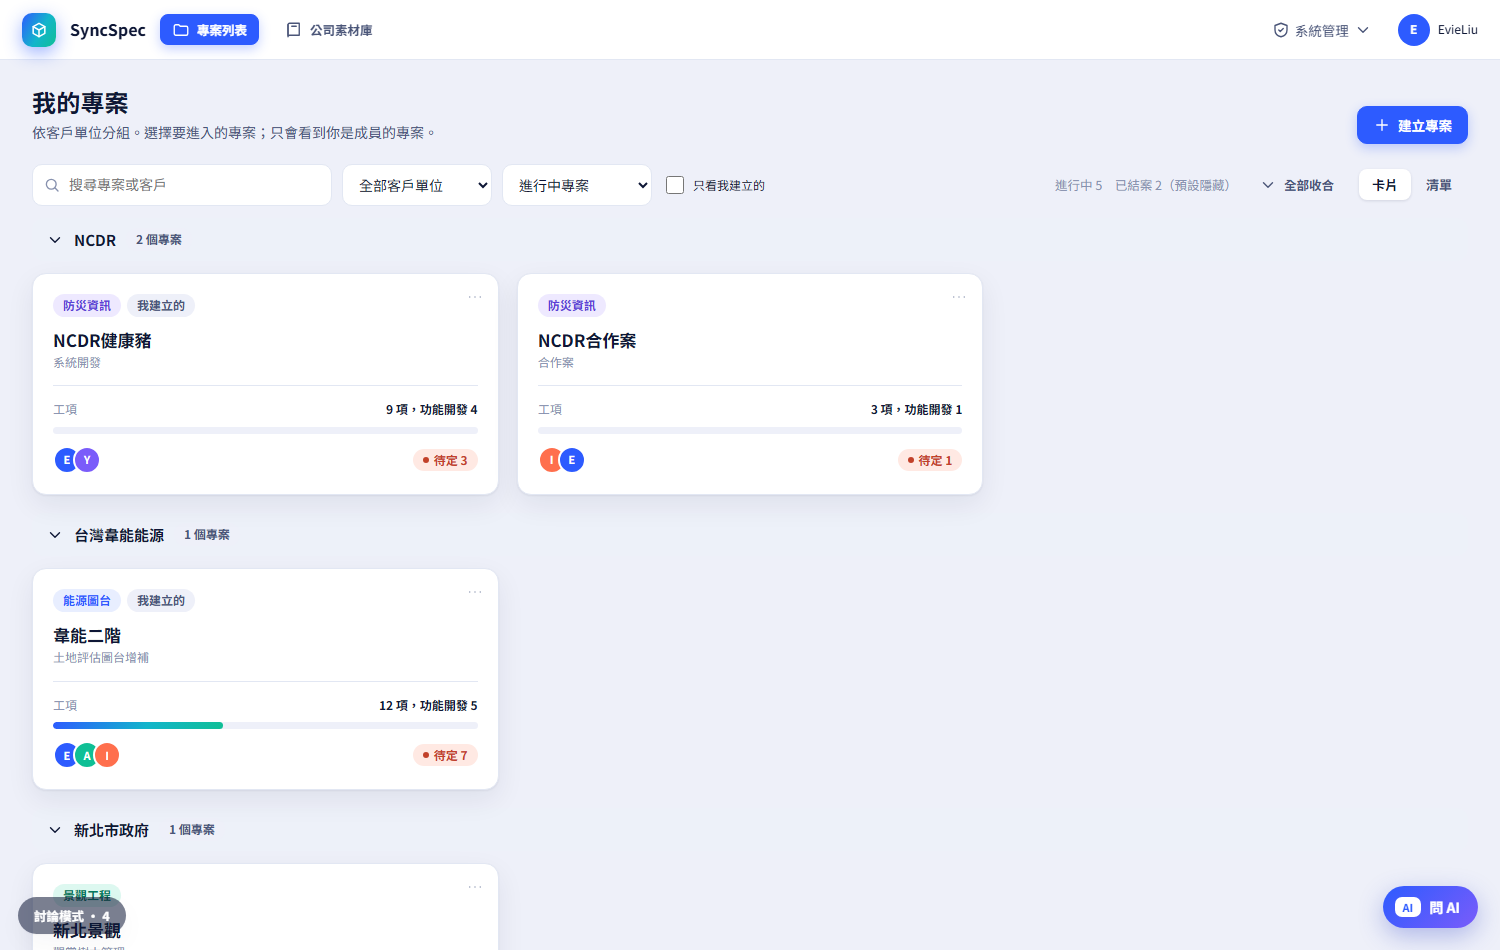 SyncSpec 專案列表 公司素材庫 系統管理 E EvieLiu
我的專案
依客戶單位分組。選擇要進入的專案；只會看到你是成員的專案。
建立專案
搜尋專案或客戶 全部客戶單位 進行中專案 只看我建立的 進行中 5 已結案 2（預設隱藏） 全部收合 卡片 清單
NCDR 2 個專案
防災資訊 我建立的 ...
NCDR健康豬
系統開發
工項 9 項，功能開發 4
E Y 待定 3
防災資訊 ...
NCDR合作案
合作案
工項 3 項，功能開發 1
I E 待定 1
台灣韋能能源 1 個專案
能源圖台 我建立的 ...
韋能二階
土地評估圖台增補
工項 12 項，功能開發 5
E A I 待定 7
新北市政府 1 個專案
景觀工程 ...
討論模式 • 4
新北景觀
AI 問 AI